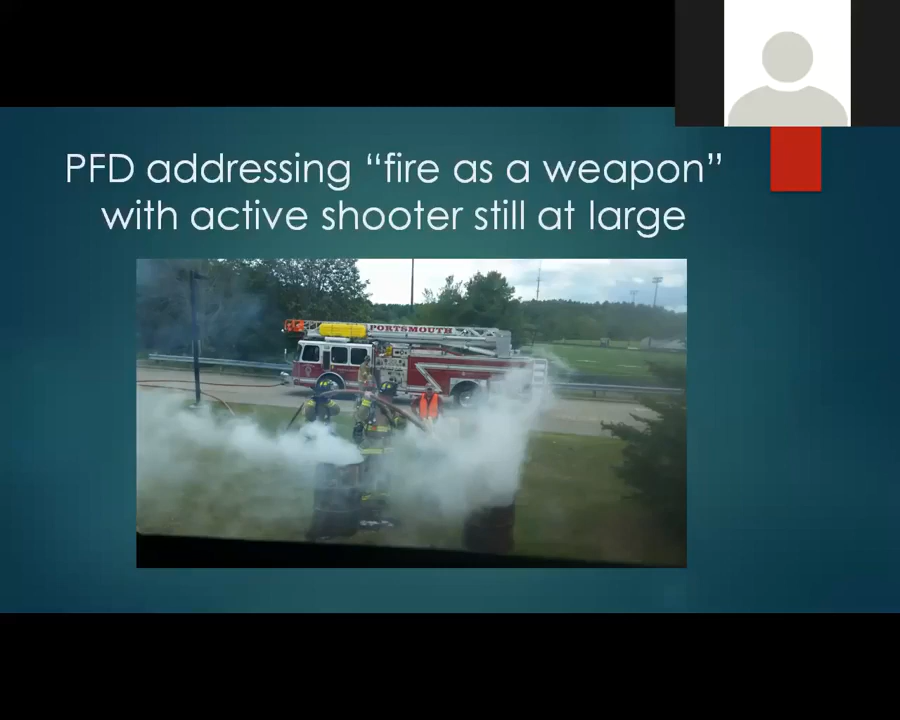 PFD addressing “fire as a weapon”
with active shooter still at large
PORTSMOUTH